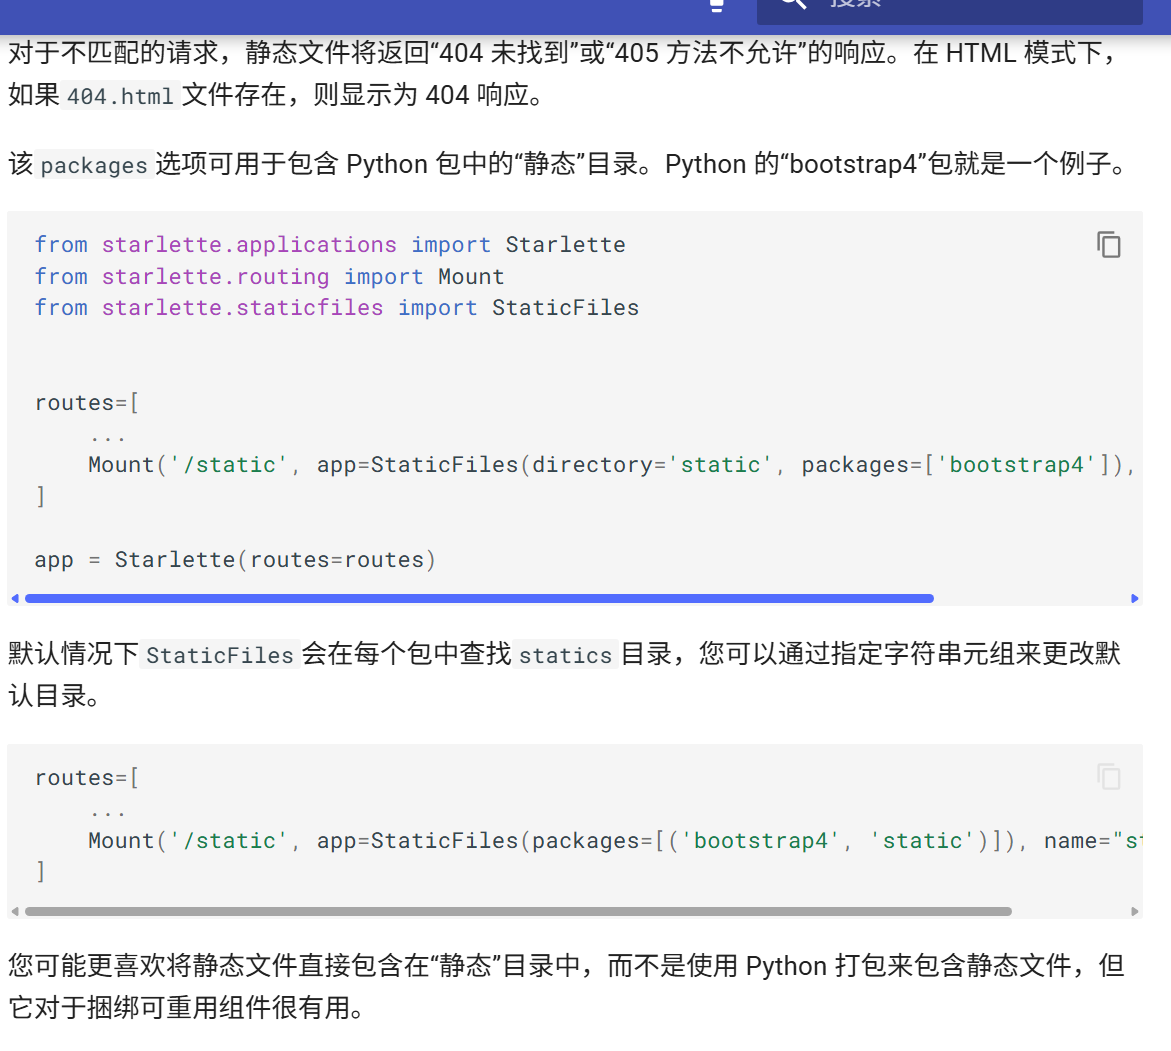 对于不匹配的请求，静态文件将返回“404 未找到”或“405 方法不允许”的响应。在 HTML 模式下，
如果 404.html 文件存在，则显示为 404 响应。
该 packages 选项可用于包含 Python 包中的“静态”目录。Python 的“bootstrap4”包就是一个例子。
from starlette.applications import Starlette
from starlette.routing import Mount
from starlette.staticfiles import StaticFiles
routes=[
    ...
    Mount('/static', app=StaticFiles(directory='static', packages=['bootstrap4']),
]
app = Starlette(routes=routes)
默认情况下 StaticFiles 会在每个包中查找 statics 目录，您可以通过指定字符串元组来更改默
认目录。
routes=[
    ...
    Mount('/static', app=StaticFiles(packages=[('bootstrap4', 'static')]), name="st
]
您可能更喜欢将静态文件直接包含在“静态”目录中，而不是使用 Python 打包来包含静态文件，但
它对于捆绑可重用组件很有用。